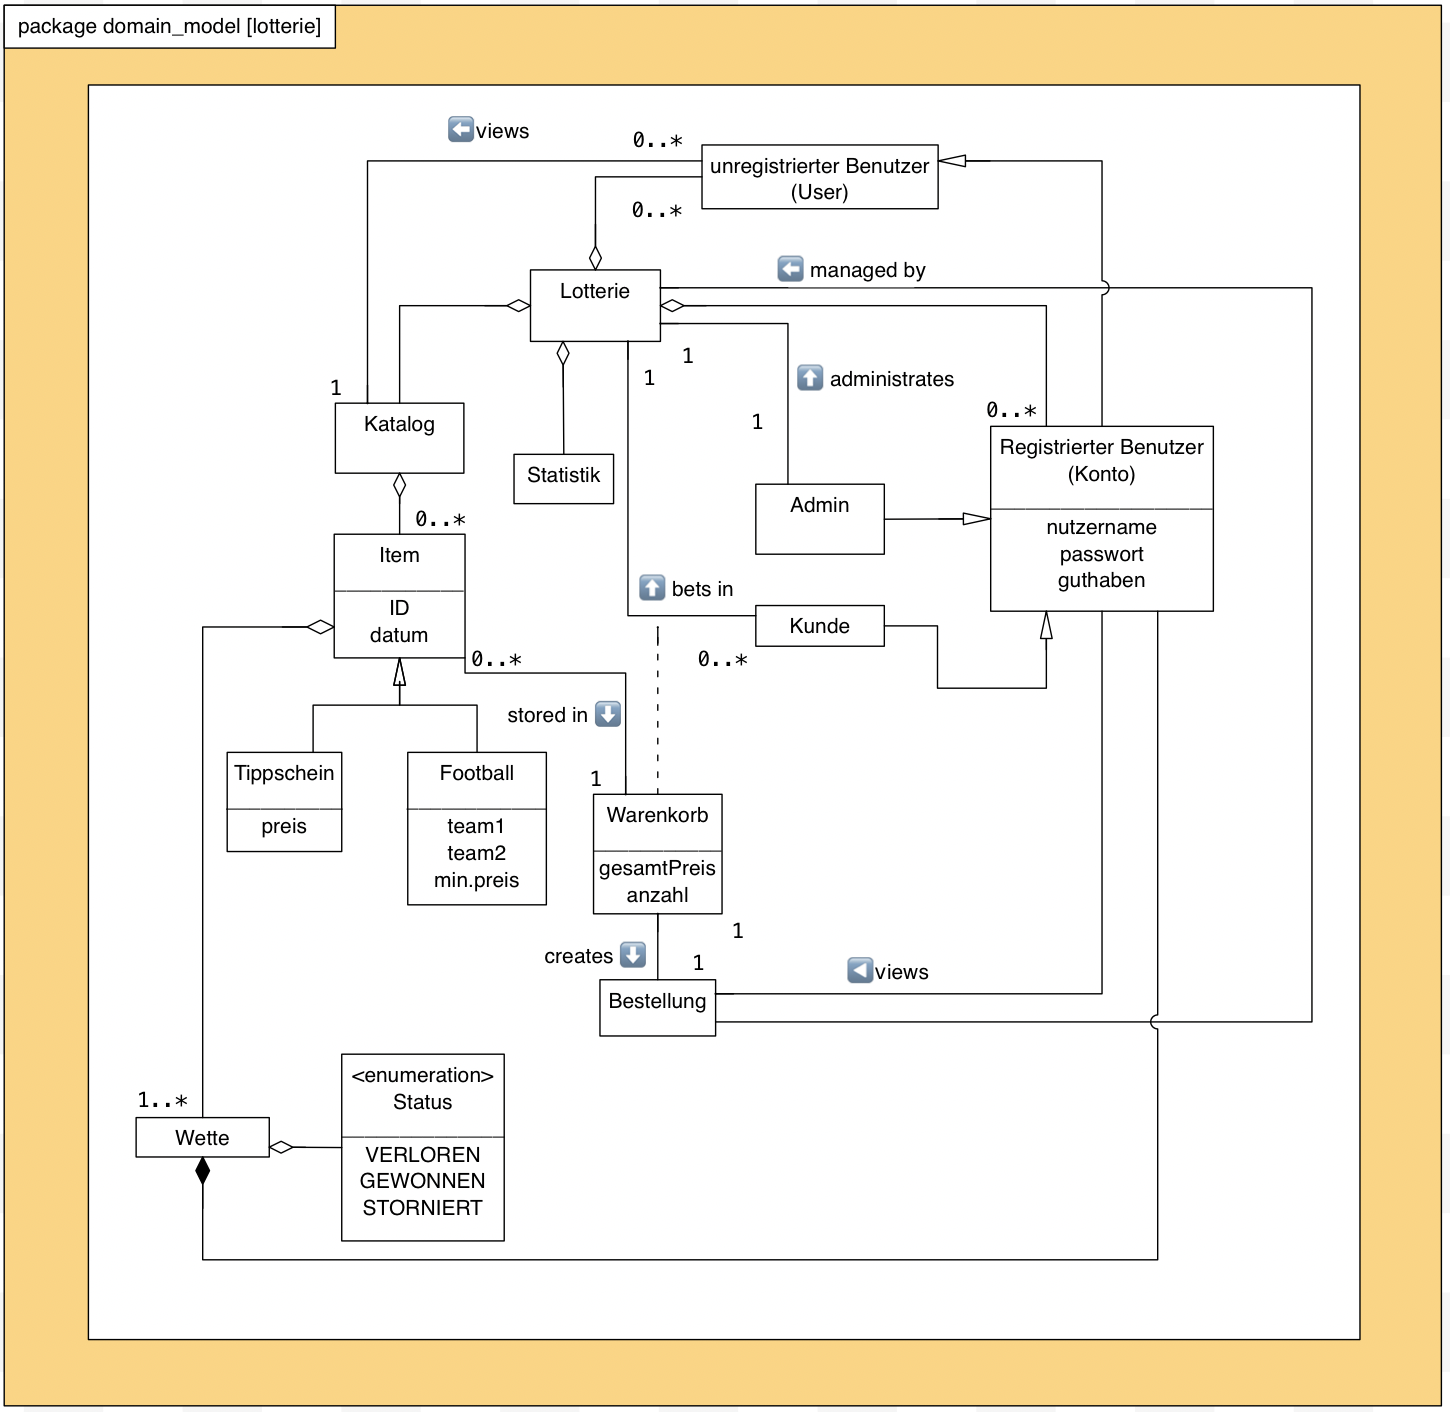 package domain_model [lotterie]
⬅views
0..*
unregistrierter Benutzer
(User)
0..*
⬅ managed by
Lotterie
1
1
⬆ administrates
1
Katalog
1
0..*
Registrierter Benutzer
(Konto)
nutzername
passwort
guthaben
Statistik
Admin
0..*
Item
ID
datum
⬆ bets in
Kunde
0..*
0..*
stored in ⬇
1
Tippschein
preis
Football
team1
team2
min.preis
Warenkorb
gesamtPreis
anzahl
1
creates ⬇
1
◀views
Bestellung
<enumeration>
Status
VERLOREN
GEWONNEN
STORNIERT
1..*
Wette